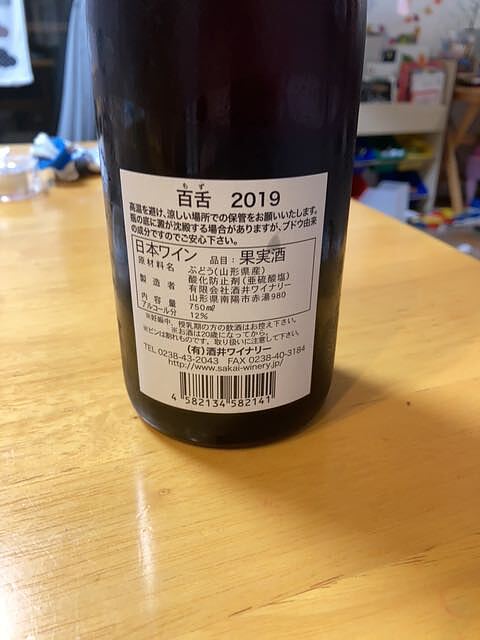 もず
百舌 2019
高温を避け、涼しい場所での保管をお願いいたします。
瓶の底に澱が沈殿する場合がありますが、ブドウ由来
の成分ですのでご安心下さい。
日本ワイン 品目：果実酒
原材料名 ぶどう(山形県産)
酸化防止剤(亜硫酸塩)
製造者 有限会社酒井ワイナリー
山形県南陽市赤湯980
内容量 750㎖
アルコール分 12%
※妊娠中、授乳期の方の飲酒はお控え下さい。
※お酒は20歳になってから。
※ビンは割れものです。取り扱いに注意して下さい。
(有)酒井ワイナリー
TEL 0238-43-2043 FAX 0238-40-3184
http://www.sakai-winery.jp/
4 582134 582141